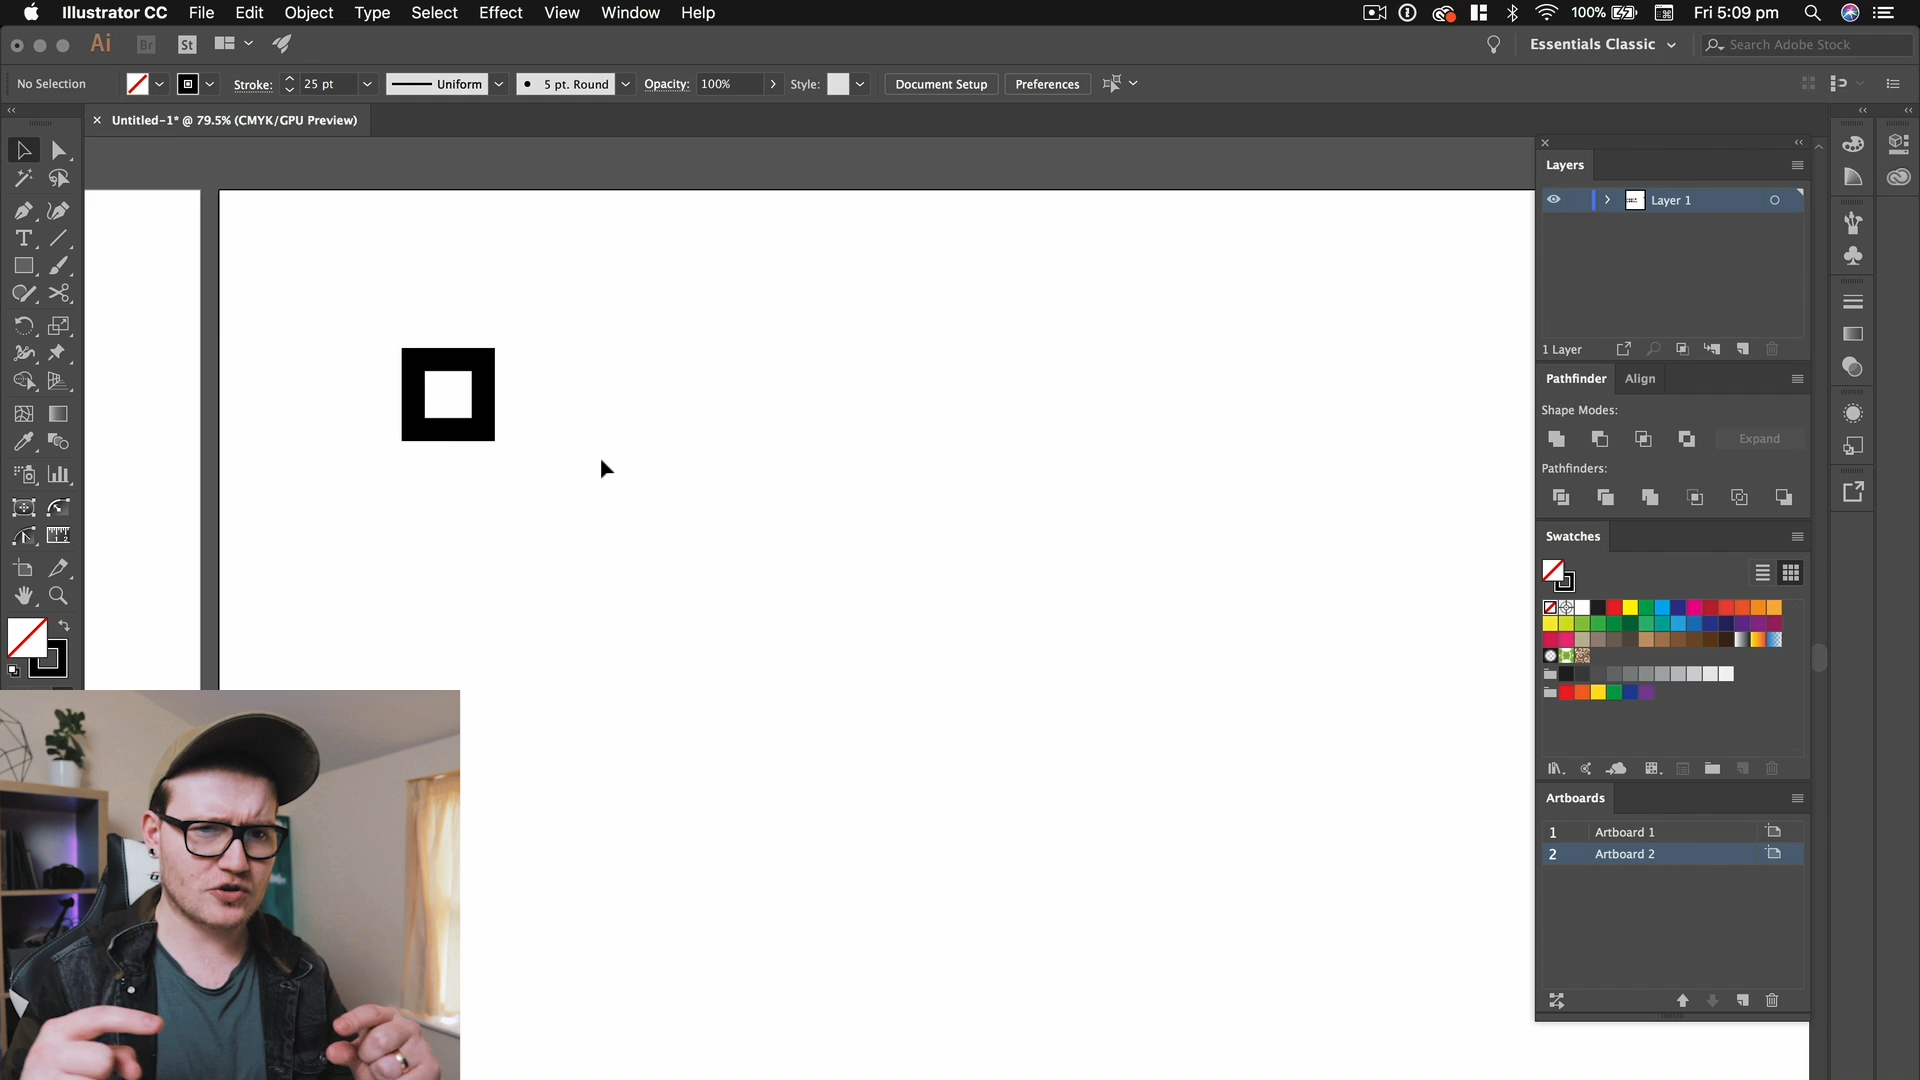 Illustrator CC File Edit Object Type Select Effect View Window Help 100% Fri 5:09 pm
Ai Br St Essentials Classic Search Adobe Stock
No Selection Stroke: 25 pt Uniform 5 pt. Round Opacity: 100% Style: Document Setup Preferences
Untitled-1* @ 79.5% (CMYK/GPU Preview)
Layers
Layer 1
1 Layer
Pathfinder Align
Shape Modes:
Expand
Pathfinders:
Swatches
Artboards
1 Artboard 1
2 Artboard 2